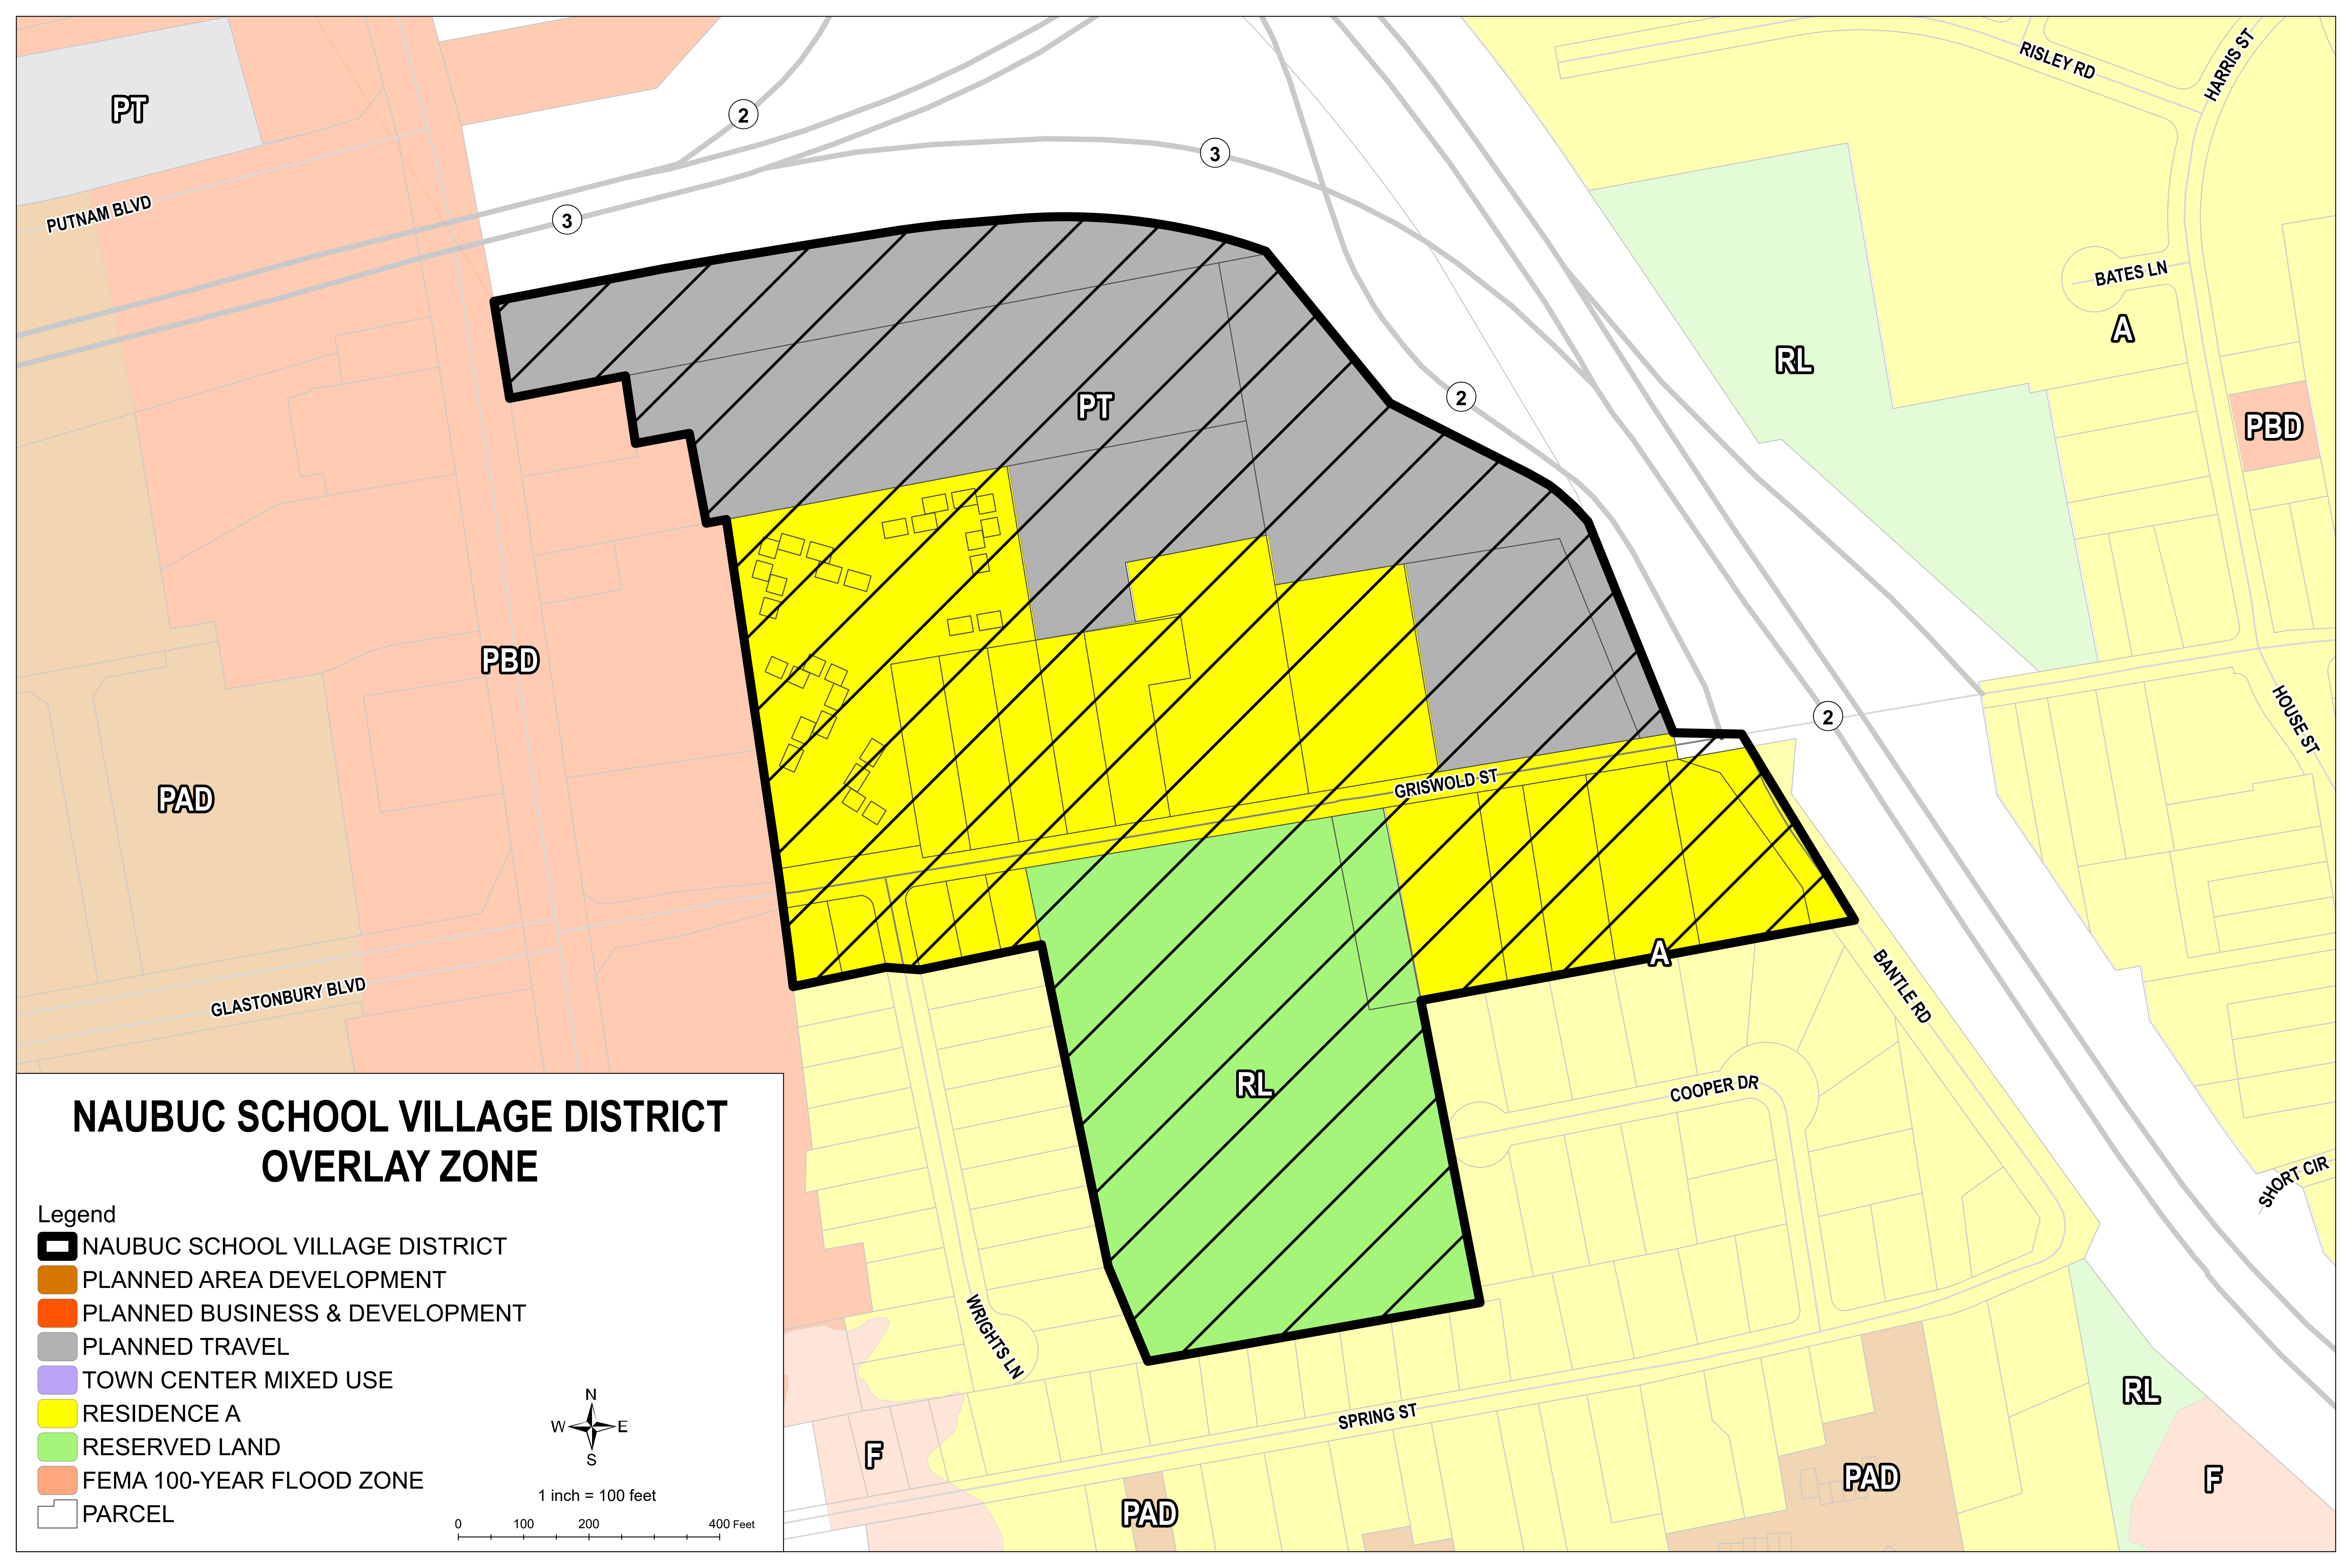 RISLEY RD
HARRIS ST
PT
2
3
PUTNAM BLVD
3
BATES LN
A
RL
PT
2
PBD
PBD
2
HOUSE ST
GRISWOLD ST
PAD
A
BANTLE RD
GLASTONBURY BLVD
RL
COOPER DR
SHORT CIR
WRIGHTS LN
SPRING ST
RL
F
PAD
F
PAD
NAUBUC SCHOOL VILLAGE DISTRICT
OVERLAY ZONE
Legend
NAUBUC SCHOOL VILLAGE DISTRICT
PLANNED AREA DEVELOPMENT
PLANNED BUSINESS & DEVELOPMENT
PLANNED TRAVEL
TOWN CENTER MIXED USE
RESIDENCE A
RESERVED LAND
FEMA 100-YEAR FLOOD ZONE
PARCEL
N
W E
S
1 inch = 100 feet
0 100 200 400 Feet